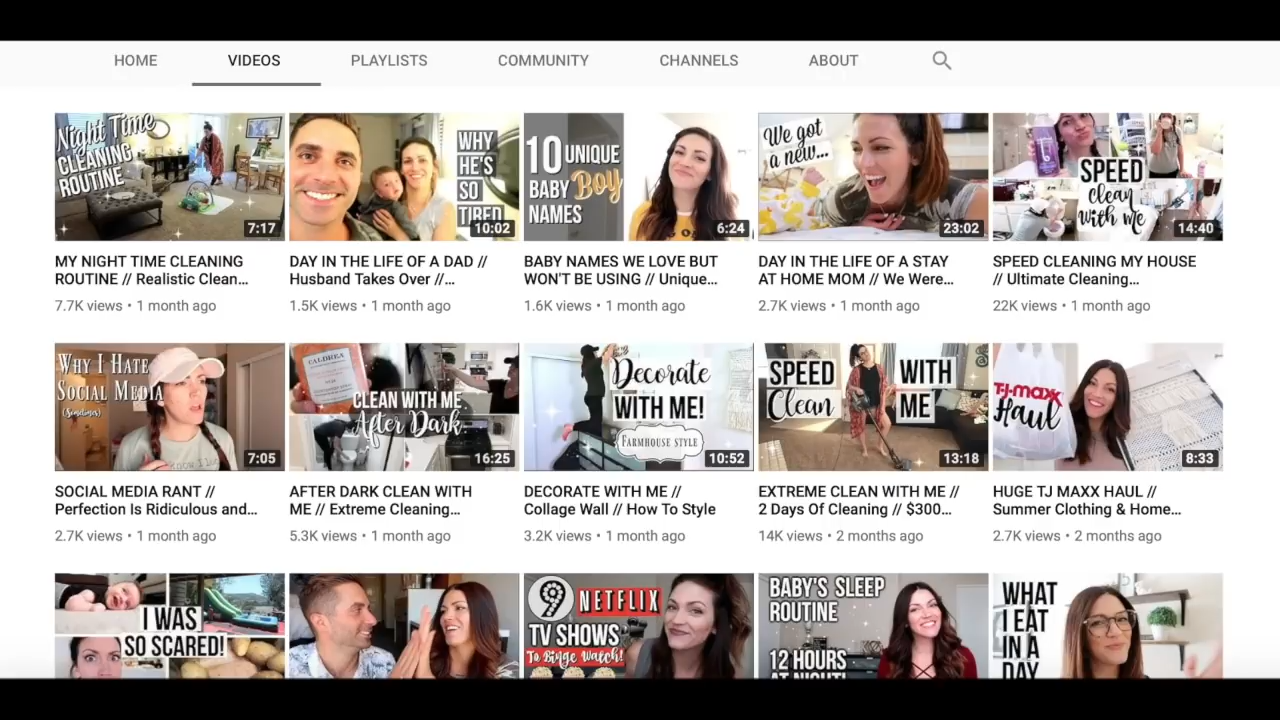 HOME VIDEOS PLAYLISTS COMMUNITY CHANNELS ABOUT
Night Time
CLEANING
ROUTINE
7:17
WHY
HE'S
SO
TIRED
10:02
10 UNIQUE
BABY Boy
NAMES
6:24
We got
a new...
23:02
SPEED
clean
with me
14:40
MY NIGHT TIME CLEANING
ROUTINE // Realistic Clean...
7.7K views • 1 month ago
DAY IN THE LIFE OF A DAD //
Husband Takes Over //...
1.5K views • 1 month ago
BABY NAMES WE LOVE BUT
WON'T BE USING // Unique...
1.6K views • 1 month ago
DAY IN THE LIFE OF A STAY
AT HOME MOM // We Were...
2.7K views • 1 month ago
SPEED CLEANING MY HOUSE
// Ultimate Cleaning...
22K views • 1 month ago
WHY I HATE
SOCIAL MEDIA
(Sometimes)
7:05
CALDREA
CLEAN WITH ME
After Dark
16:25
Decorate
WITH ME!
FARMHOUSE STYLE
10:52
SPEED WITH
Clean ME
13:18
T·J·maxx
Haul
8:33
SOCIAL MEDIA RANT //
Perfection Is Ridiculous and...
2.7K views • 1 month ago
AFTER DARK CLEAN WITH
ME // Extreme Cleaning...
5.3K views • 1 month ago
DECORATE WITH ME //
Collage Wall // How To Style
3.2K views • 1 month ago
EXTREME CLEAN WITH ME //
2 Days Of Cleaning // $300...
14K views • 2 months ago
HUGE TJ MAXX HAUL //
Summer Clothing & Home...
2.7K views • 2 months ago
I WAS
SO SCARED!
9 NETFLIX
TV SHOWS
To Binge Watch!
BABY'S SLEEP
ROUTINE
12 HOURS
AT NIGHT!
WHAT
I EAT
IN A
DAY